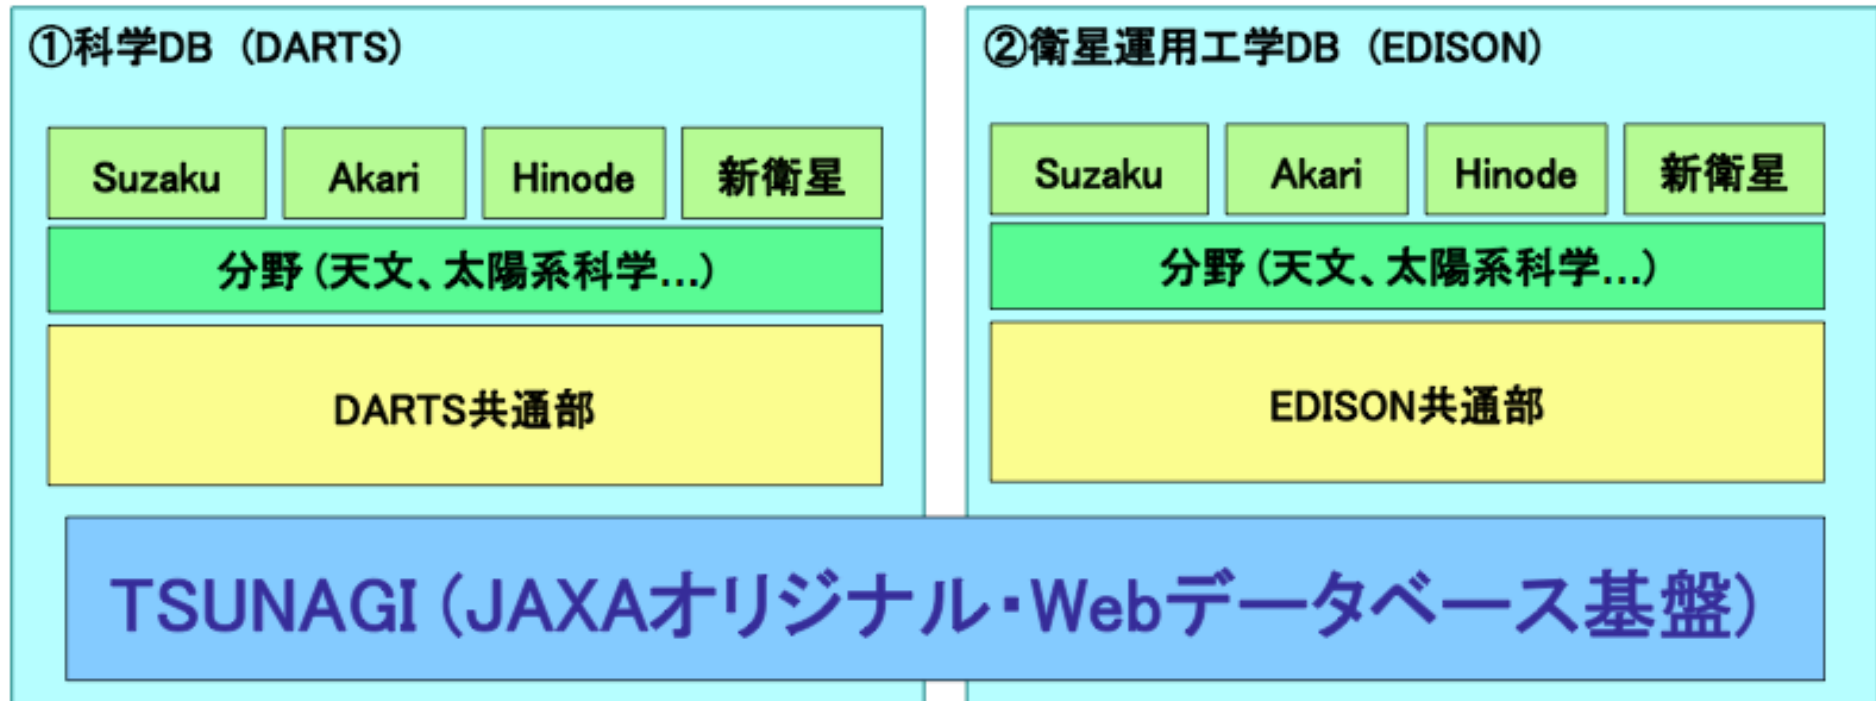 ①科学DB (DARTS)
Suzaku
Akari
Hinode
新衛星
分野(天文、太陽系科学...)
DARTS共通部
②衛星運用工学DB (EDISON)
Suzaku
Akari
Hinode
新衛星
分野(天文、太陽系科学...)
EDISON共通部
TSUNAGI(JAXAオリジナル・Webデータベース基盤)